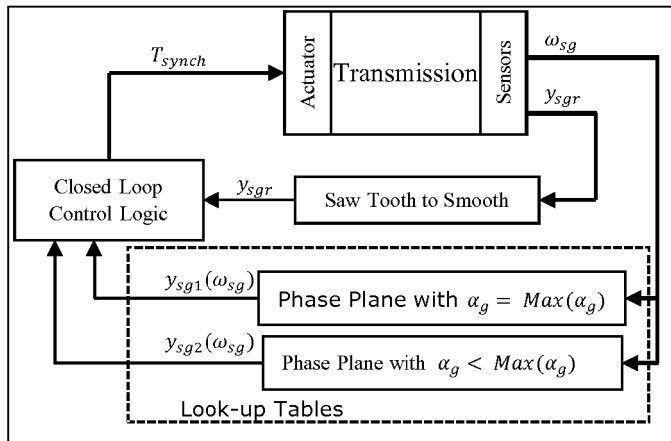 T_synch
Actuator
Transmission
Sensors
ω_sg
y_sgr
Closed Loop
Control Logic
y_sgr
Saw Tooth to Smooth
y_sg1(ω_sg)
Phase Plane with α_g = Max(α_g)
y_sg2(ω_sg)
Phase Plane with α_g < Max(α_g)
Look-up Tables